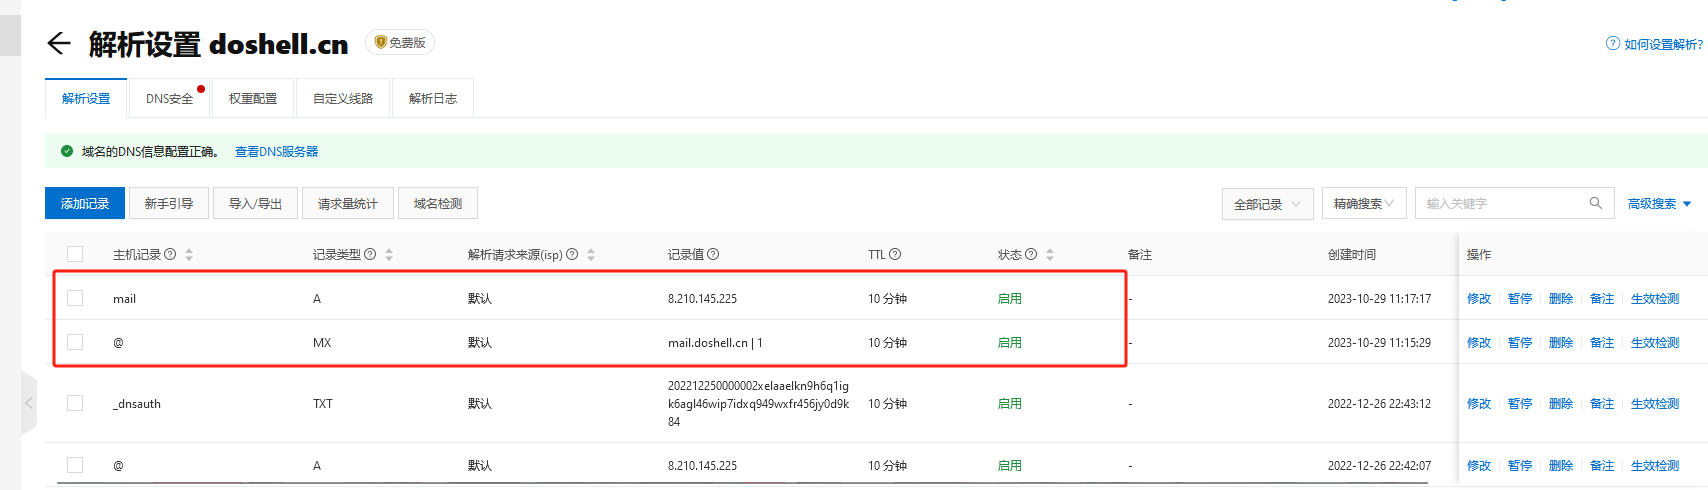 解析设置 doshell.cn 免费版
如何设置解析?
解析设置 DNS安全 权重配置 自定义线路 解析日志
域名的DNS信息配置正确。 查看DNS服务器
添加记录 新手引导 导入/导出 请求量统计 域名检测 全部记录 精确搜索 输入关键字 高级搜索
主机记录 记录类型 解析请求来源(isp) 记录值 TTL 状态 备注 创建时间 操作
mail A 默认 8.210.145.225 10 分钟 启用 - 2023-10-29 11:17:17 修改 暂停 删除 备注 生效检测
@ MX 默认 mail.doshell.cn | 1 10 分钟 启用 - 2023-10-29 11:15:29 修改 暂停 删除 备注 生效检测
202212250000002xelaaelkn9h6q1ig
_dnsauth TXT 默认 k6agl46wip7idxq949wxfr456jy0d9k 10 分钟 启用 - 2022-12-26 22:43:12 修改 暂停 删除 备注 生效检测
84
@ A 默认 8.210.145.225 10 分钟 启用 - 2022-12-26 22:42:07 修改 暂停 删除 备注 生效检测